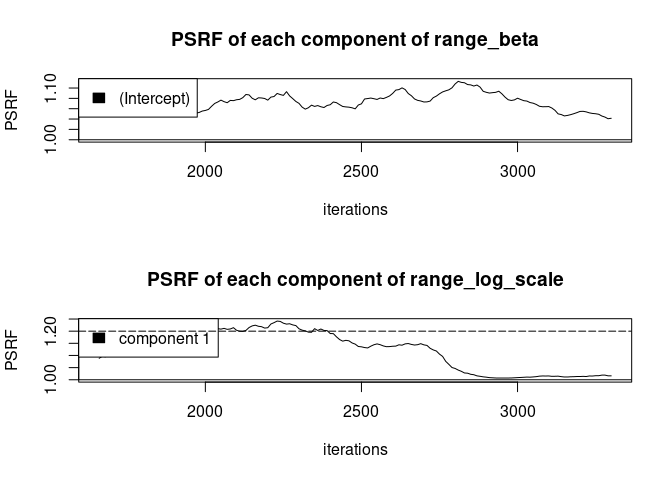 PSRF of each component of range_beta
PSRF
1.10
1.00
(Intercept)
2000 2500 3000
iterations
PSRF of each component of range_log_scale
PSRF
1.20
1.00
component 1
2000 2500 3000
iterations